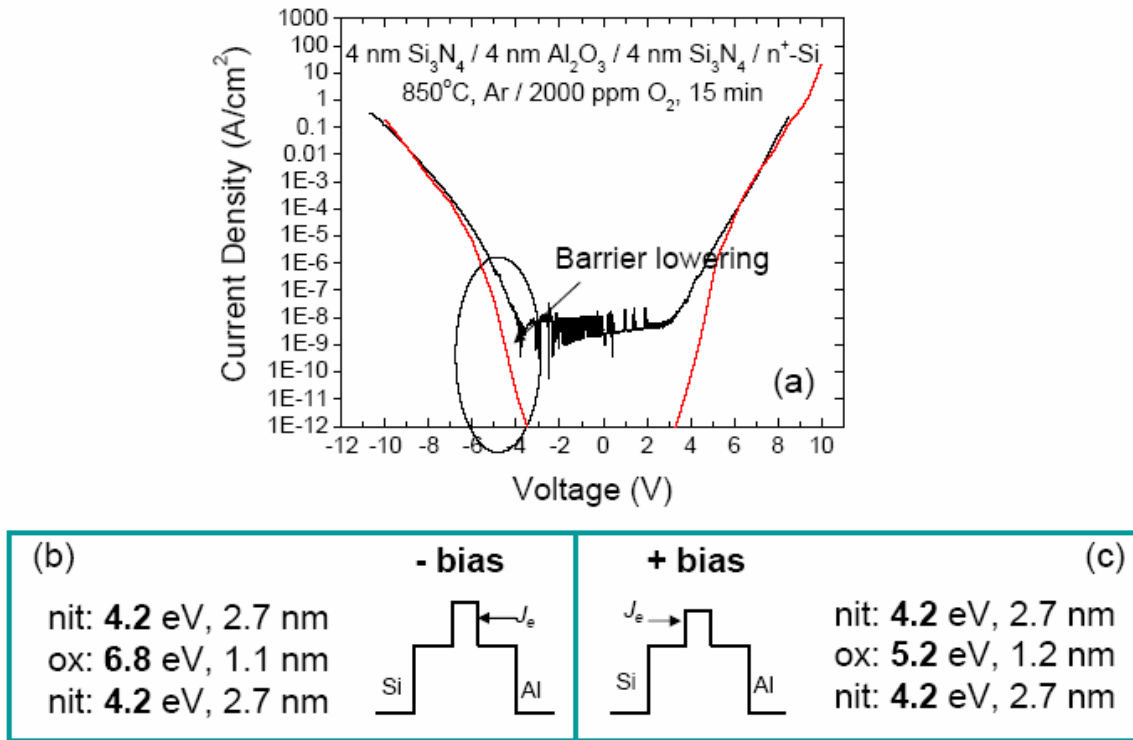 1000
100
10
1
0.1
0.01
1E-3
1E-4
1E-5
1E-6
1E-7
1E-8
1E-9
1E-10
1E-11
1E-12
Current Density (A/cm²)
4 nm Si₃N₄ / 4 nm Al₂O₃ / 4 nm Si₃N₄ / n⁺-Si
850°C, Ar / 2000 ppm O₂, 15 min
Barrier lowering
(a)
-12 -10 -8 -6 -4 -2 0 2 4 6 8 10
Voltage (V)
(b)
- bias
nit: 4.2 eV, 2.7 nm
ox: 6.8 eV, 1.1 nm
nit: 4.2 eV, 2.7 nm
Jₑ
Si
Al
+ bias
(c)
Jₑ
Si
Al
nit: 4.2 eV, 2.7 nm
ox: 5.2 eV, 1.2 nm
nit: 4.2 eV, 2.7 nm